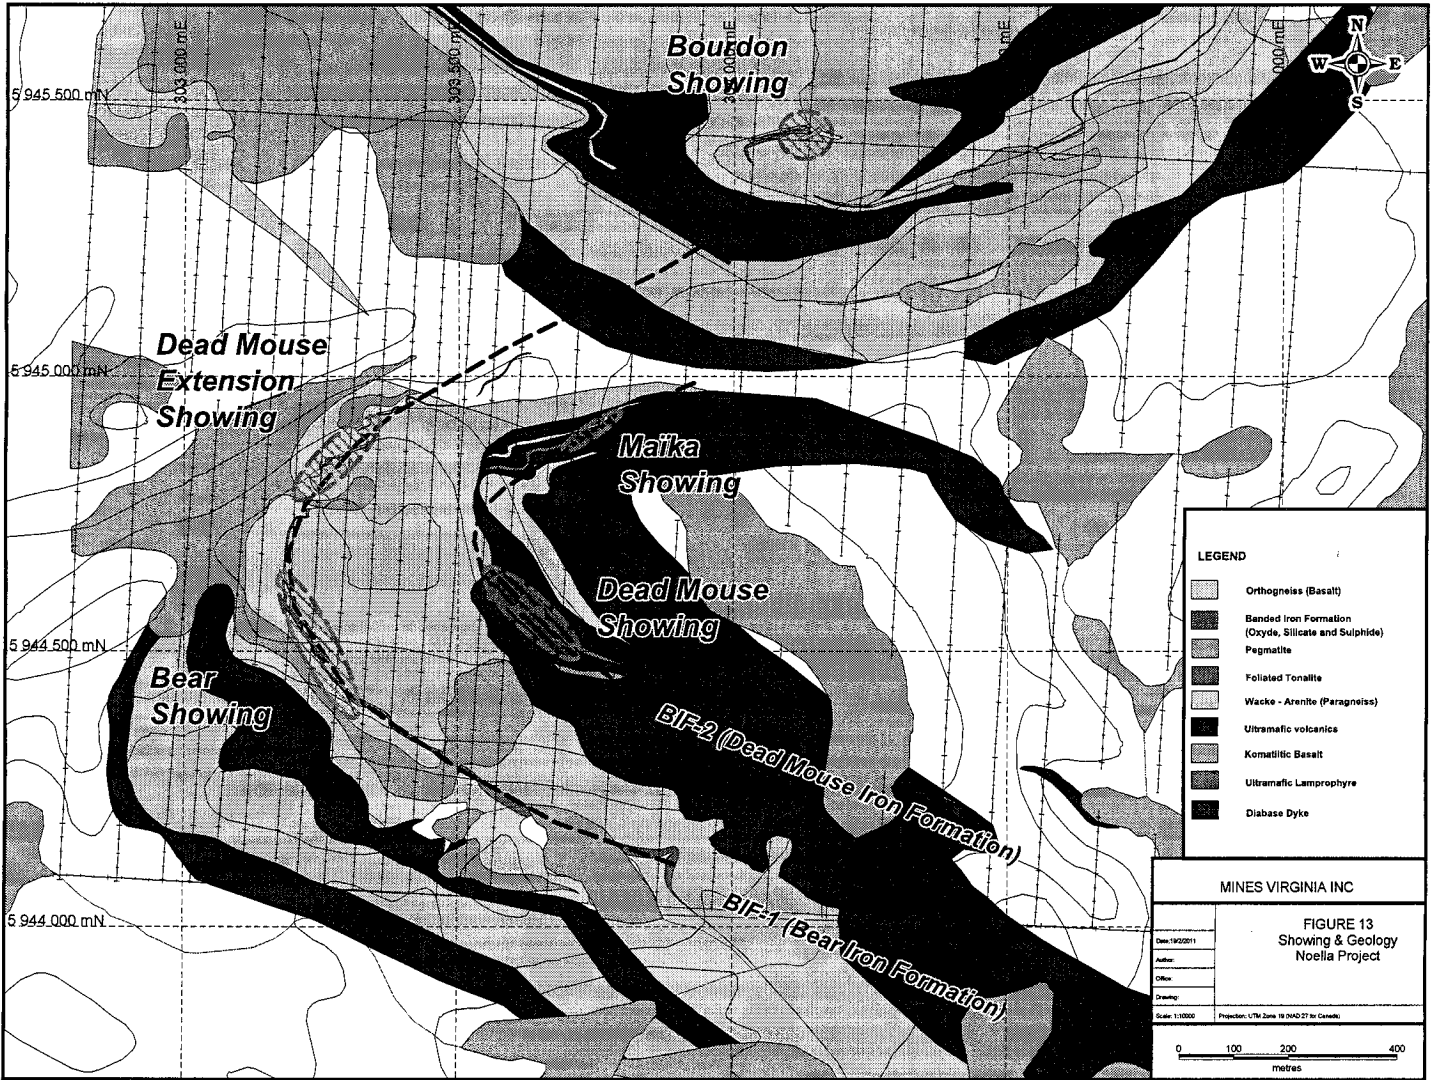 303 000 mE
303 500 mE
N
W E
S
Bourdon
Showing
5 945 500 mN
Dead Mouse
Extension
Showing
5 945 000 mN
Maïka
Showing
Dead Mouse
Showing
5 944 500 mN
Bear
Showing
BIF-2 (Dead Mouse Iron Formation)
BIF-1 (Bear Iron Formation)
5 944 000 mN
LEGEND
Orthogneiss (Basalt)
Banded Iron Formation
(Oxyde, Silicate and Sulphide)
Pegmatite
Foliated Tonalite
Wacke - Arenite (Paragneiss)
Ultramafic volcanics
Komatiitic Basalt
Ultramafic Lamprophyre
Diabase Dyke
MINES VIRGINIA INC
FIGURE 13
Showing & Geology
Noella Project
Date:19/2/2011
Author:
Office:
Drawing:
Scale: 1:10000
Projection: UTM Zone 19 (NAD 27 for Canada)
0 100 200 400
metres